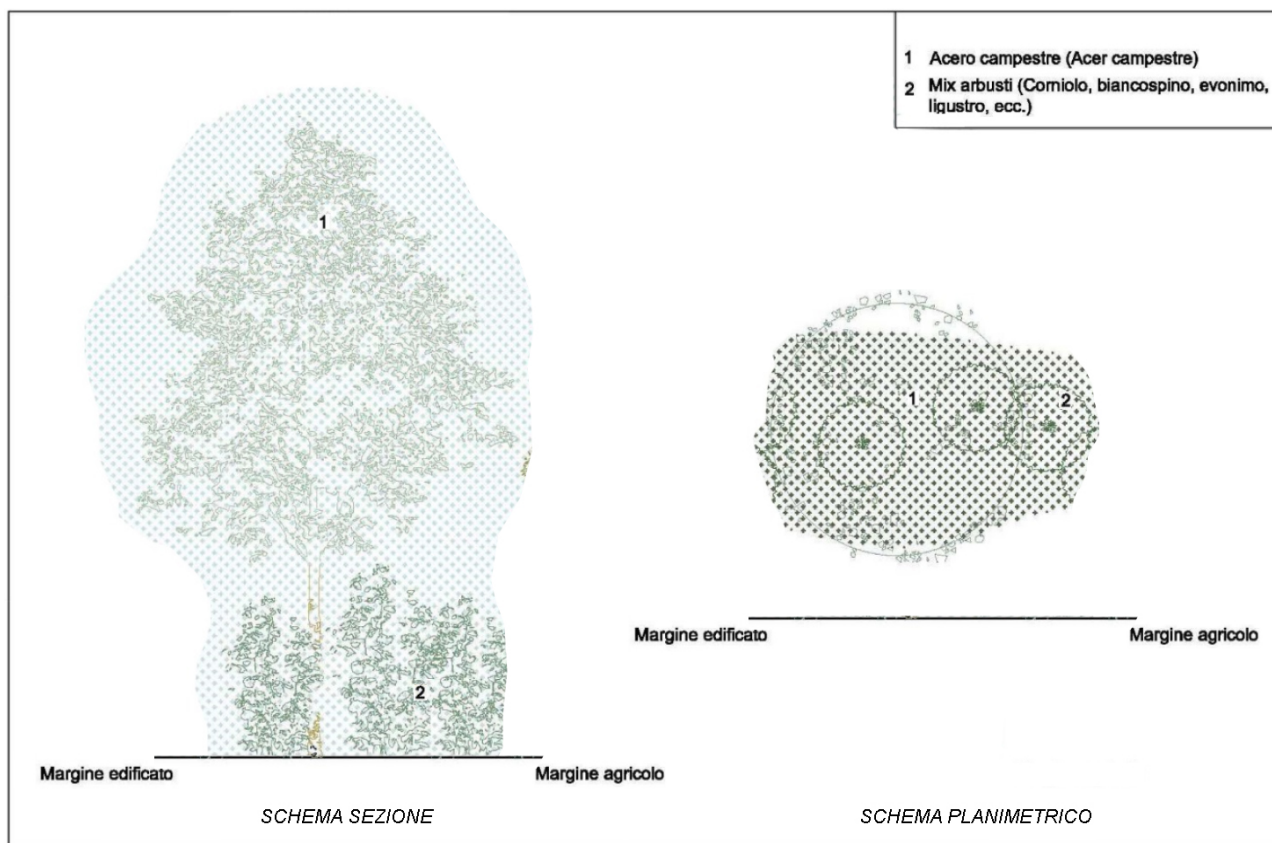 1 Acero campestre (Acer campestre)
2 Mix arbusti (Corniolo, biancospino, evonimo,
ligustro, ecc.)
1
2
1
2
Margine edificato
Margine agricolo
Margine edificato
Margine agricolo
SCHEMA SEZIONE
SCHEMA PLANIMETRICO